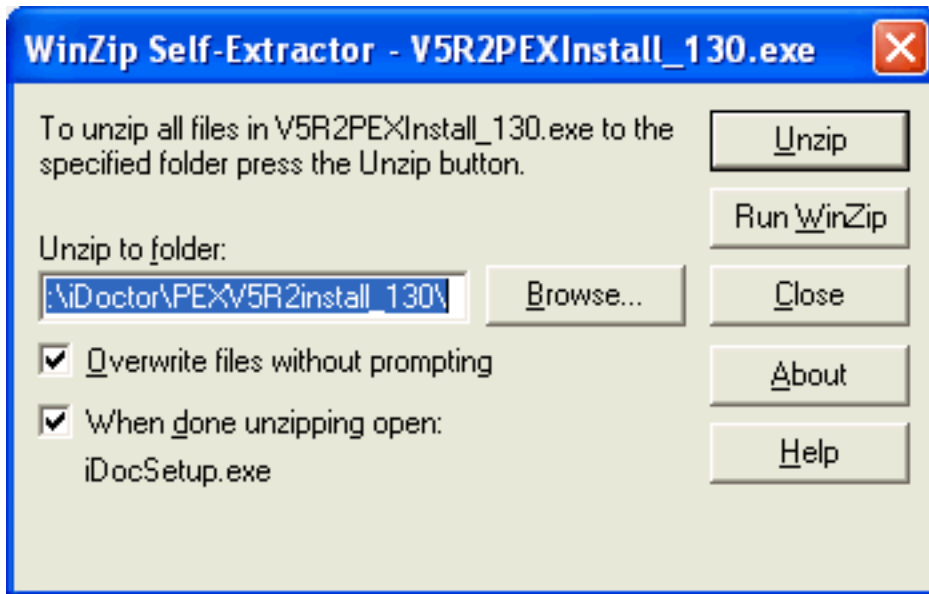 WinZip Self-Extractor - V5R2PEXInstall_130.exe
To unzip all files in V5R2PEXInstall_130.exe to the
specified folder press the Unzip button.
Unzip to folder:
:\iDoctor\PEXV5R2install_130\
Browse...
Overwrite files without prompting
When done unzipping open:
iDocSetup.exe
Unzip
Run WinZip
Close
About
Help